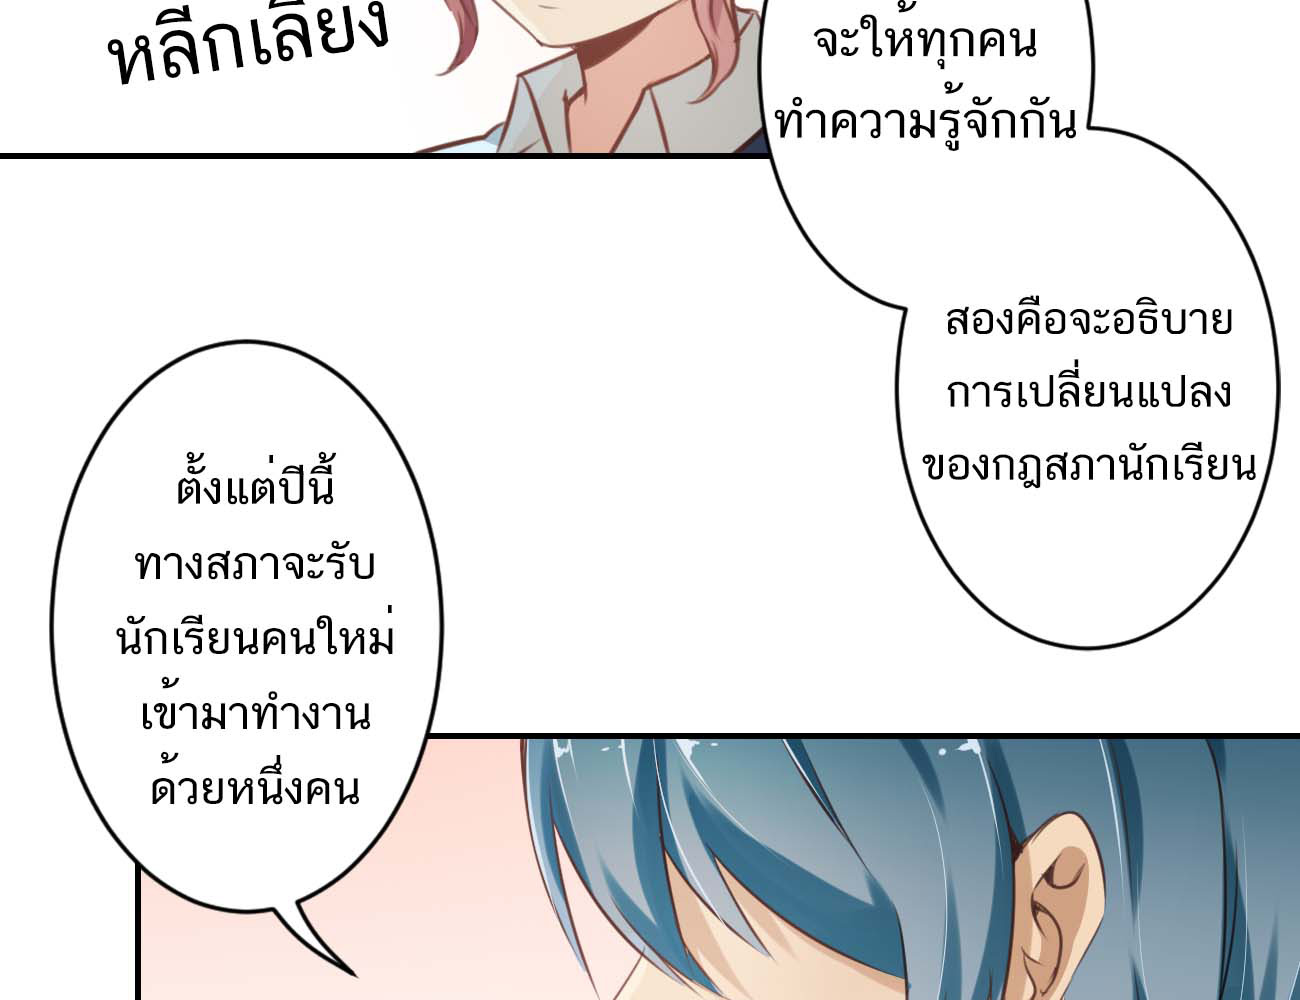 หลีกเลี่ยง
จะให้ทุกคน
ทำความรู้จักกัน
สองคือจะอธิบาย
การเปลี่ยนแปลง
ของกฎสภานักเรียน
ตั้งแต่ปีนี้
ทางสภาจะรับ
นักเรียนคนใหม่
เข้ามาทำงาน
ด้วยหนึ่งคน